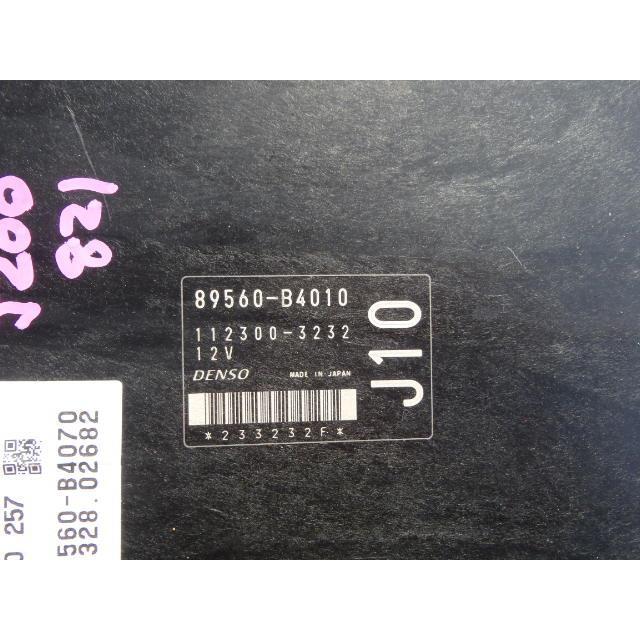 J200
821
89560-B4010
112300-3232
12V
DENSO MADE IN JAPAN
*233232F*
J10
257
560-B4070
328.02682